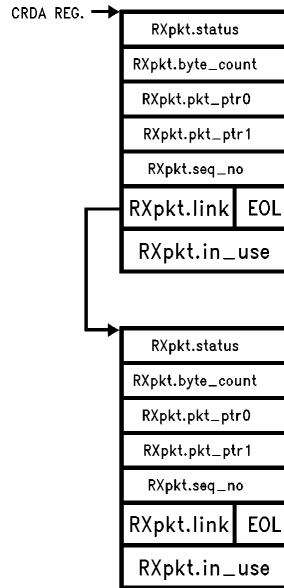 CRDA REG.
RXpkt.status
RXpkt.byte_count
RXpkt.pkt_ptr0
RXpkt.pkt_ptr1
RXpkt.seq_no
RXpkt.link EOL
RXpkt.in_use
RXpkt.status
RXpkt.byte_count
RXpkt.pkt_ptr0
RXpkt.pkt_ptr1
RXpkt.seq_no
RXpkt.link EOL
RXpkt.in_use